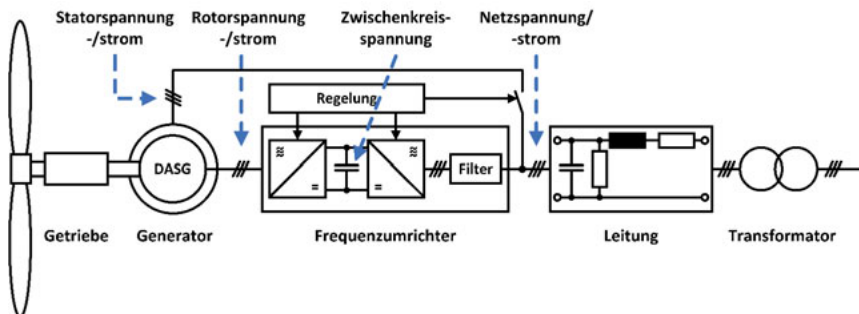 Statorspannung
-/strom
Rotorspannung
-/strom
Zwischenkreis-
spannung
Netzspannung/
-strom
Regelung
DASG
Filter
Getriebe
Generator
Frequenzumrichter
Leitung
Transformator